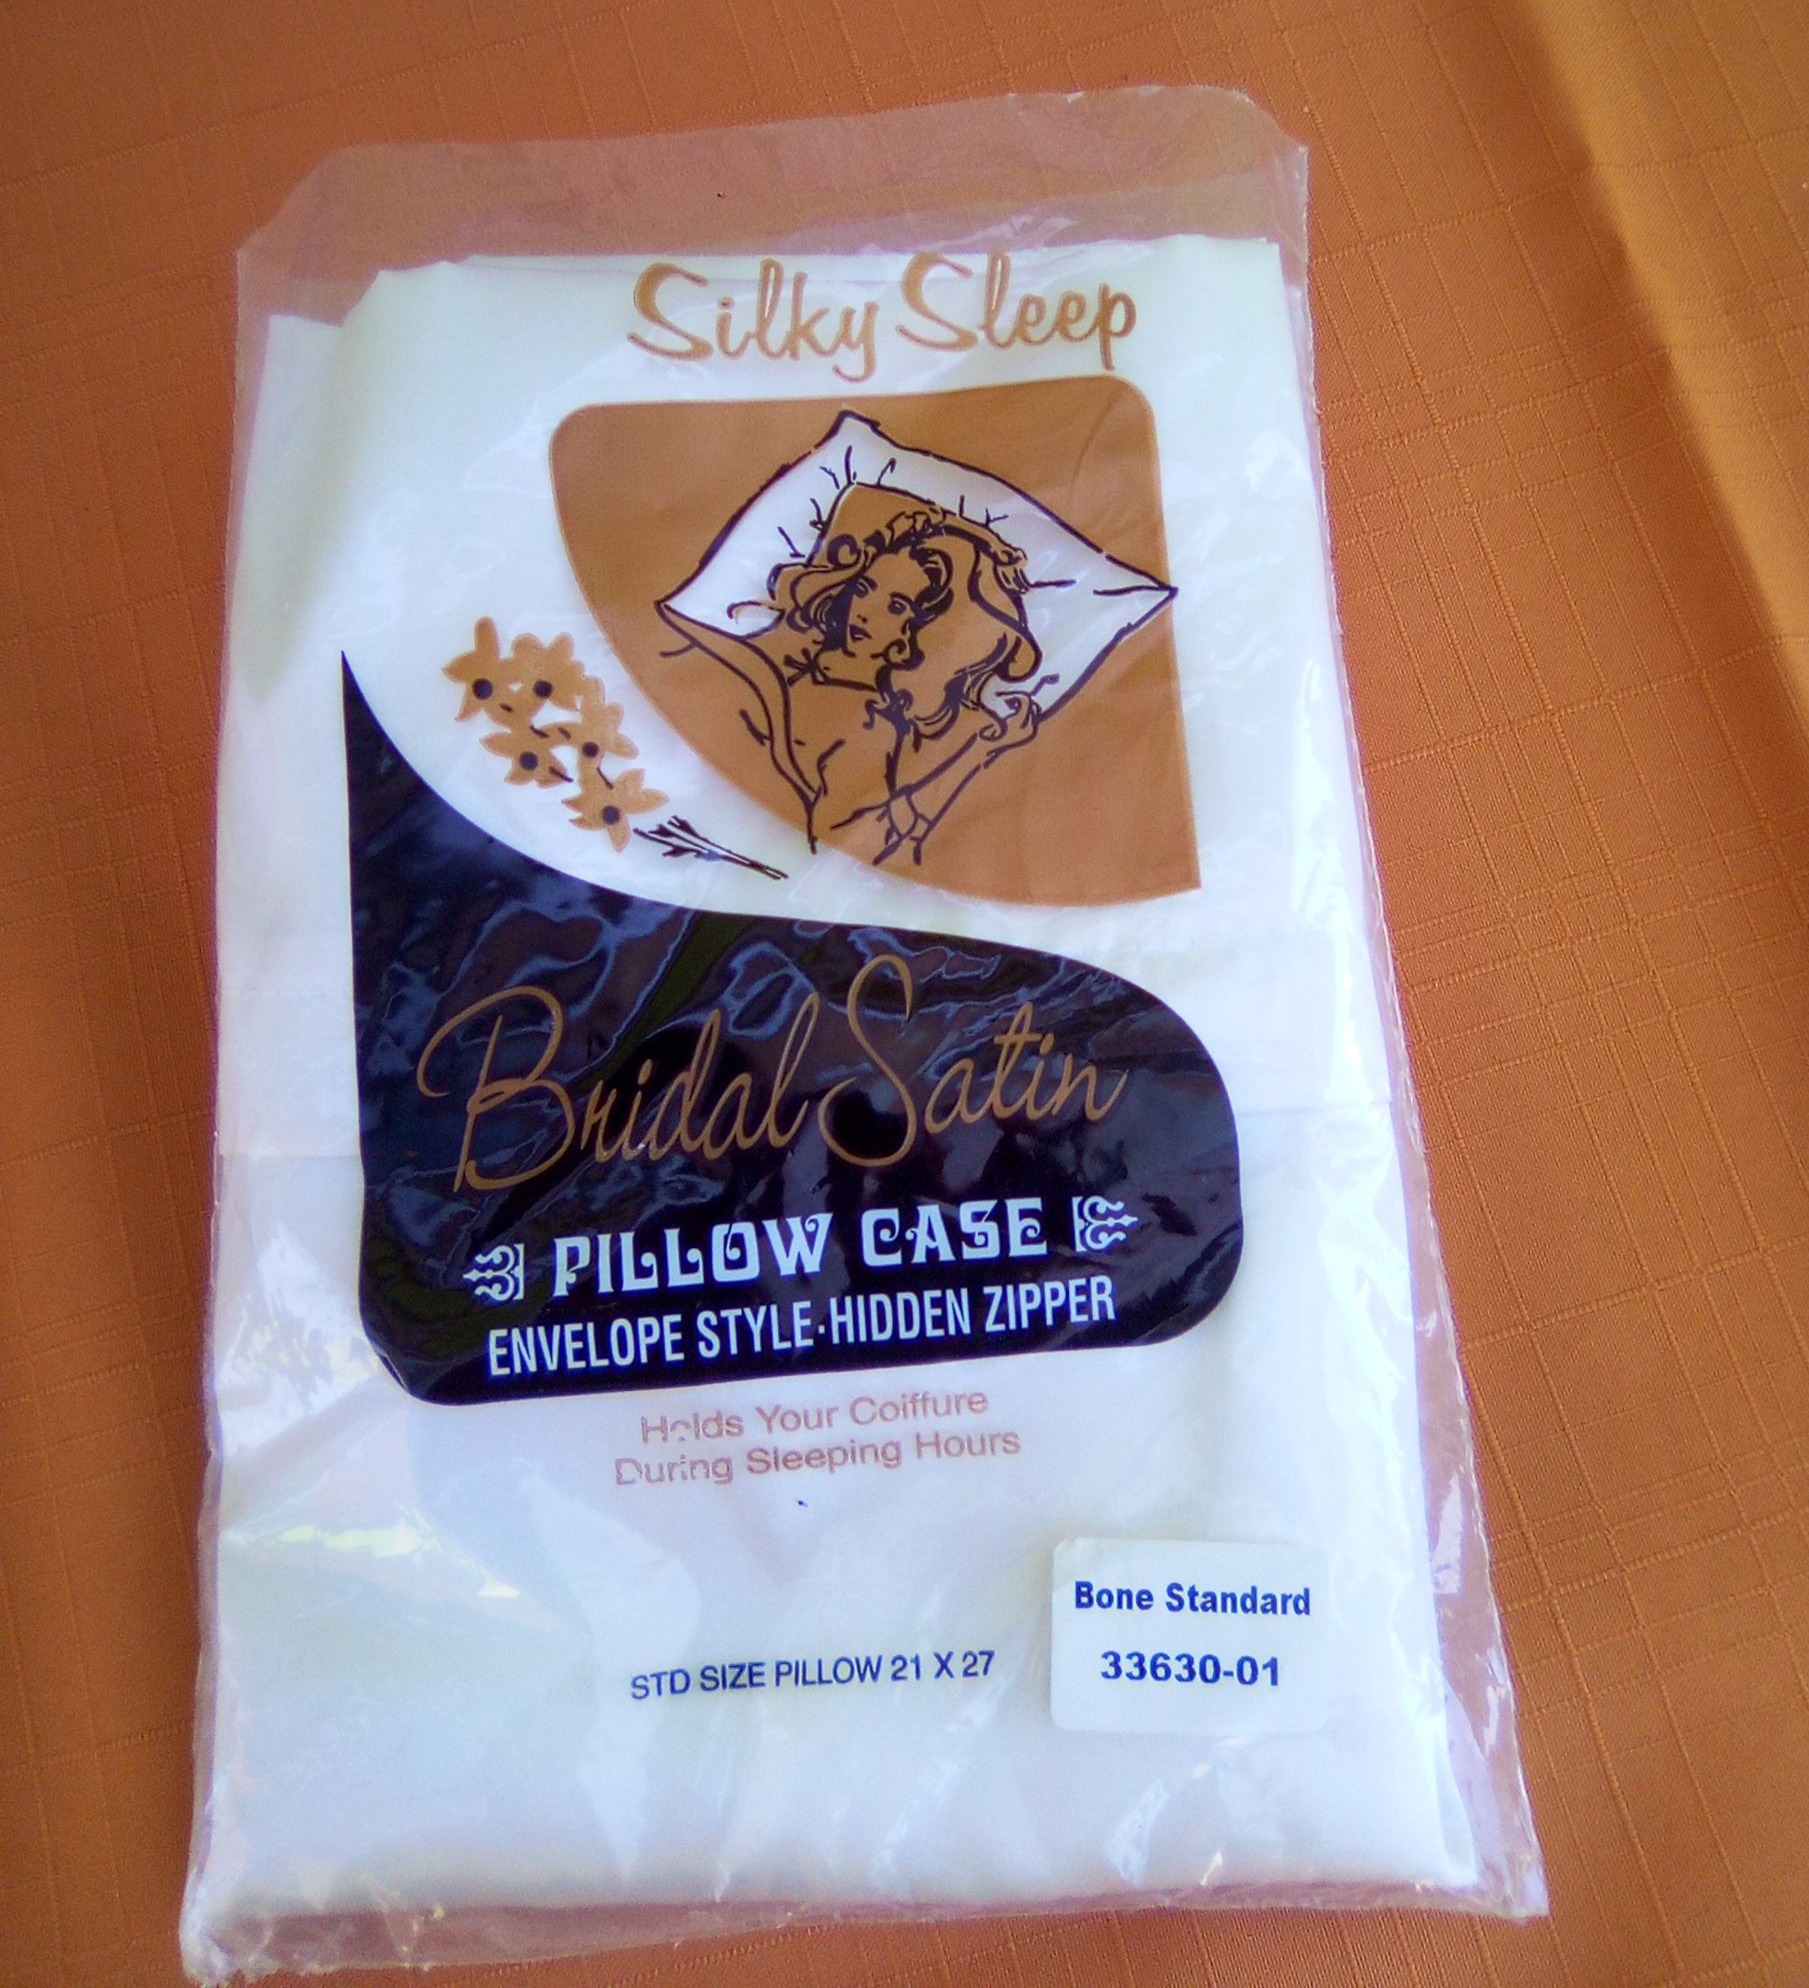 Silky Sleep
Bridal Satin
PILLOW CASE
ENVELOPE STYLE·HIDDEN ZIPPER
Holds Your Coiffure
During Sleeping Hours
Bone Standard
33630-01
STD SIZE PILLOW 21 X 27